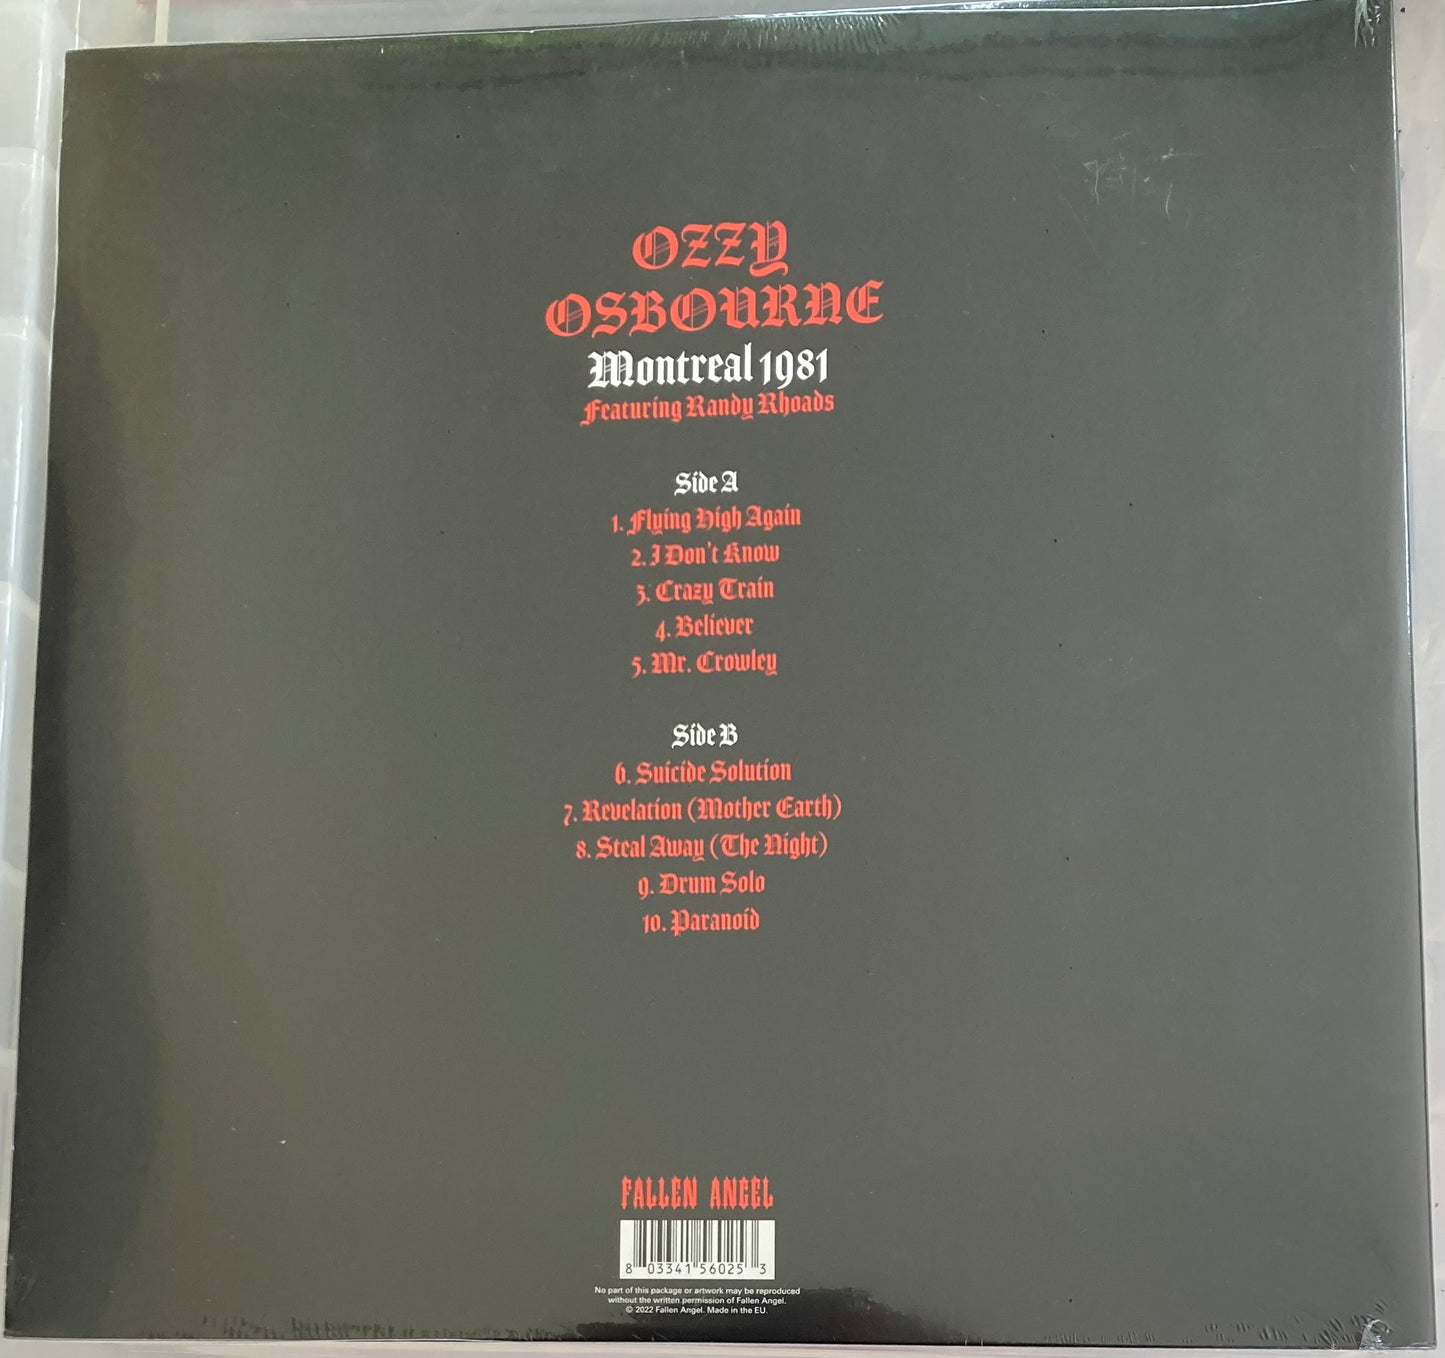 OZZY
OSBOURNE
Montreal 1981
Featuring Randy Rhoads
Side A
1. Flying High Again
2. I Don't Know
3. Crazy Train
4. Believer
5. Mr. Crowley
Side B
6. Suicide Solution
7. Revelation (Mother Earth)
8. Steal Away (The Night)
9. Drum Solo
10. Paranoid
FALLEN ANGEL
8 03341 56025 3
No part of this package or artwork may be reproduced
without the written permission of Fallen Angel.
© 2022 Fallen Angel. Made in the EU.